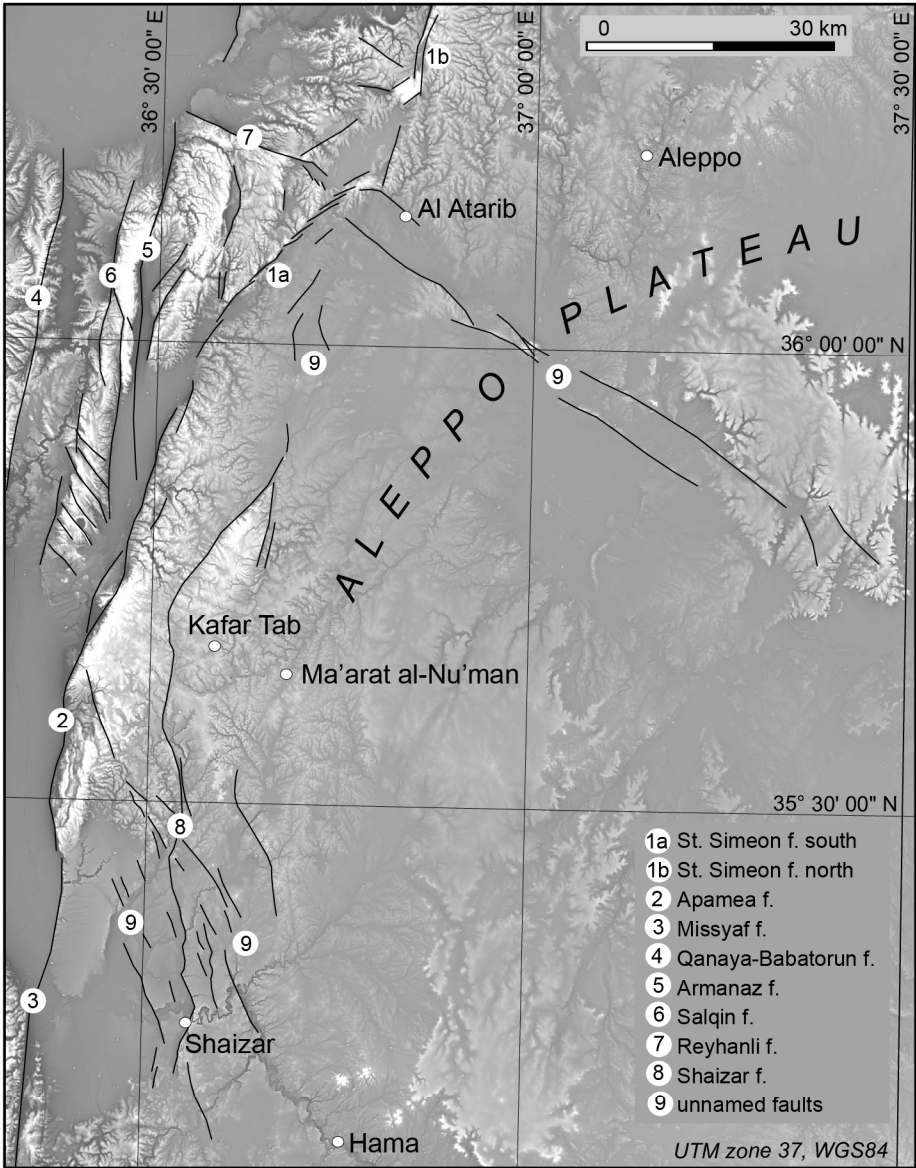 0 30 km
36° 30' 00" E
37° 00' 00" E
37° 30' 00" E
1b
7
Aleppo
Al Atarib
5
6
1a
4
ALEPPO PLATEAU
36° 00' 00" N
9
9
Kafar Tab
Ma'arat al-Nu'man
2
35° 30' 00" N
8
9
9
3
Shaizar
Hama
1a St. Simeon f. south
1b St. Simeon f. north
2 Apamea f.
3 Missyaf f.
4 Qanaya-Babatorun f.
5 Armanaz f.
6 Salqin f.
7 Reyhanli f.
8 Shaizar f.
9 unnamed faults
UTM zone 37, WGS84